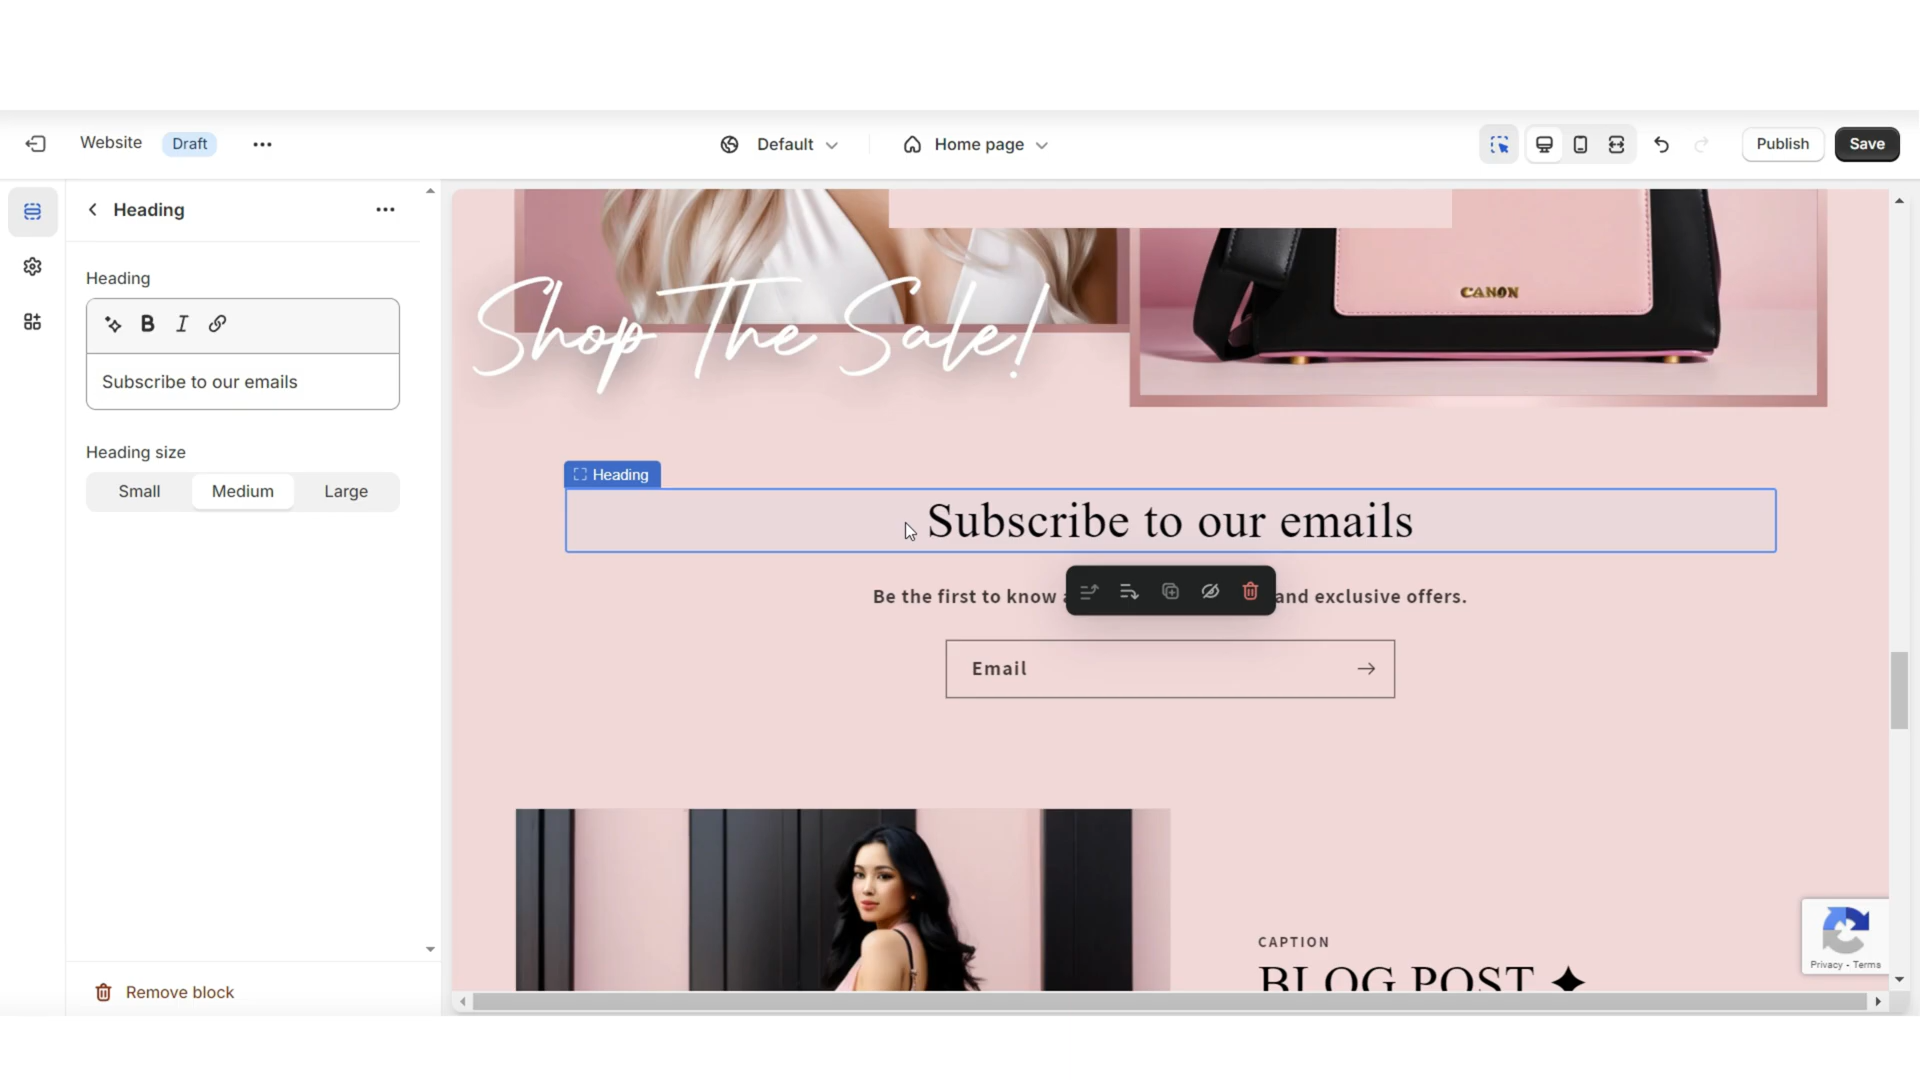 Website Draft
Default
Home page
Publish
Save
Heading
Heading
Subscribe to our emails
Heading size
Small Medium Large
Remove block
CANON
Shop The Sale!
Heading
Subscribe to our emails
Be the first to know and exclusive offers.
Email
CAPTION
BLOG POST ✦
Privacy - Terms